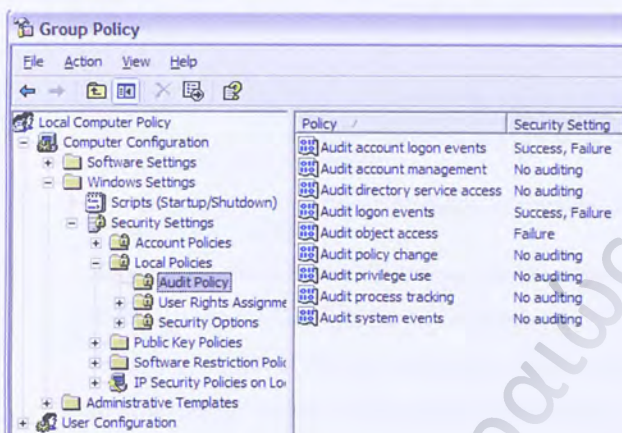 Group Policy
File Action View Help
Local Computer Policy
Computer Configuration
Software Settings
Windows Settings
Scripts (Startup/Shutdown)
Security Settings
Account Policies
Local Policies
Audit Policy
User Rights Assignme
Security Options
Public Key Policies
Software Restriction Polic
IP Security Policies on Lo
Administrative Templates
User Configuration
Policy Security Setting
Audit account logon events Success, Failure
Audit account management No auditing
Audit directory service access No auditing
Audit logon events Success, Failure
Audit object access Failure
Audit policy change No auditing
Audit privilege use No auditing
Audit process tracking No auditing
Audit system events No auditing